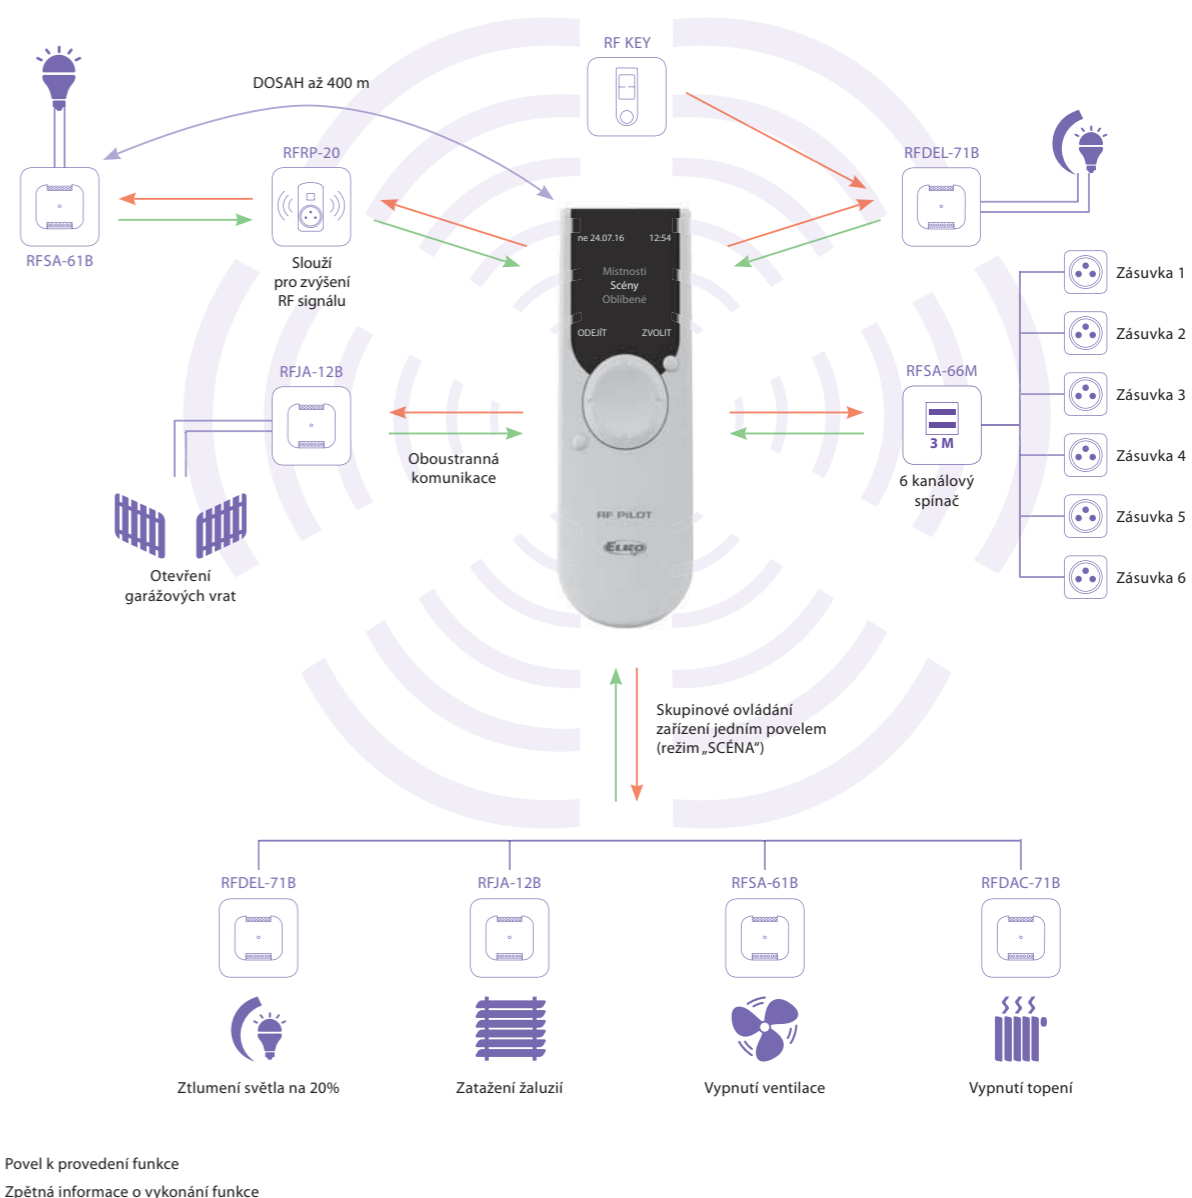 RF KEY
DOSAH až 400 m
RFRP-20
RFDEL-71B
RFSA-61B
Slouží
pro zvýšení
RF signálu
ne 24.07.16 12:54
Místnosti
Scény
Oblíbené
ODEJÍT ZVOLIT
Zásuvka 1
Zásuvka 2
Zásuvka 3
Zásuvka 4
Zásuvka 5
Zásuvka 6
RFJA-12B
RFSA-66M
3 M
6 kanálový
spínač
Oboustranná
komunikace
RF PILOT
ELKO
Otevření
garážových vrat
Skupinové ovládání
zařízení jedním povelem
(režim „SCÉNA“)
RFDEL-71B
RFJA-12B
RFSA-61B
RFDAC-71B
Ztlumení světla na 20%
Zatažení žaluzií
Vypnutí ventilace
Vypnutí topení
Povel k provedení funkce
Zpětná informace o vykonání funkce